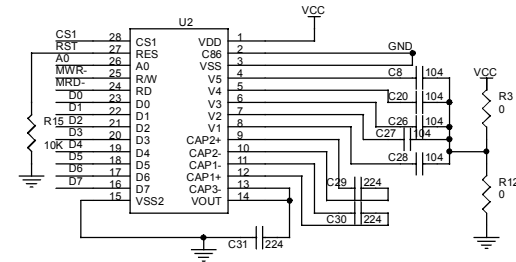 U2
VCC
CS1 28 CS1 VDD 1
RST 27 RES C86 2 GND
A0 26 A0 VSS 3
MWR- 25 R/W V5 4 C8 104 VCC
MRD- 24 RD V4 5
D0 23 D0 V3 6 C20 104 R3
D1 22 D1 V2 7 0
R15 D2 21 D2 V1 8 C26 104
D3 20 D3 CAP2+ 9 C27 104
10K D4 19 D4 CAP2- 10
D5 18 D5 CAP1- 11 C28 104
D6 17 D6 CAP1+ 12 C29 224 R12
D7 16 D7 CAP3- 13 0
15 VSS2 VOUT 14 C30 224
C31 224